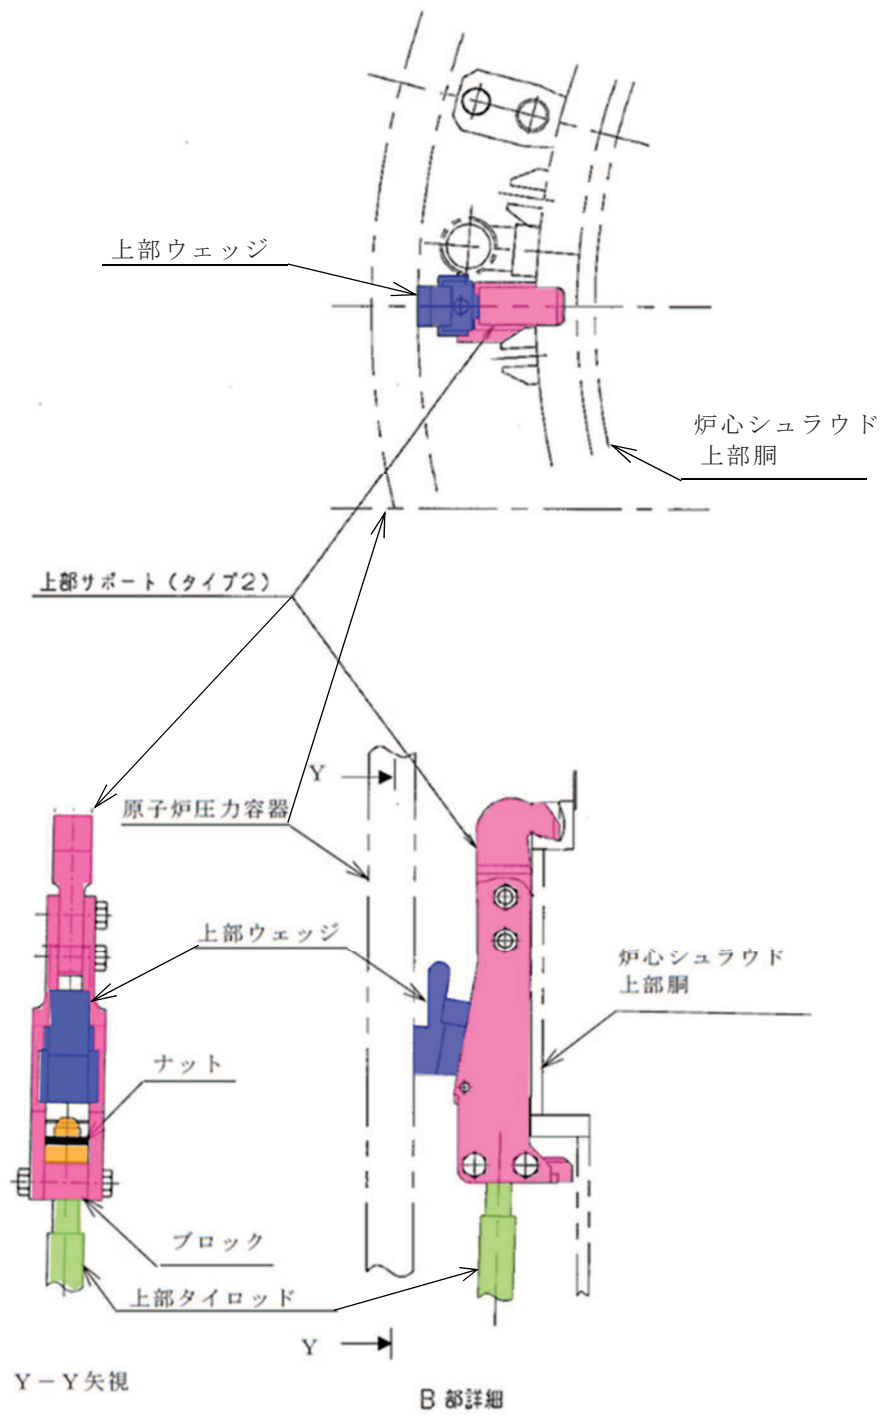 上部ウェッジ
炉心シュラウド
上部胴
上部サポート(タイプ2)
Y
原子炉圧力容器
上部ウェッジ
炉心シュラウド
上部胴
ナット
ブロック
上部タイロッド
Y
Y-Y矢視
B 部詳細